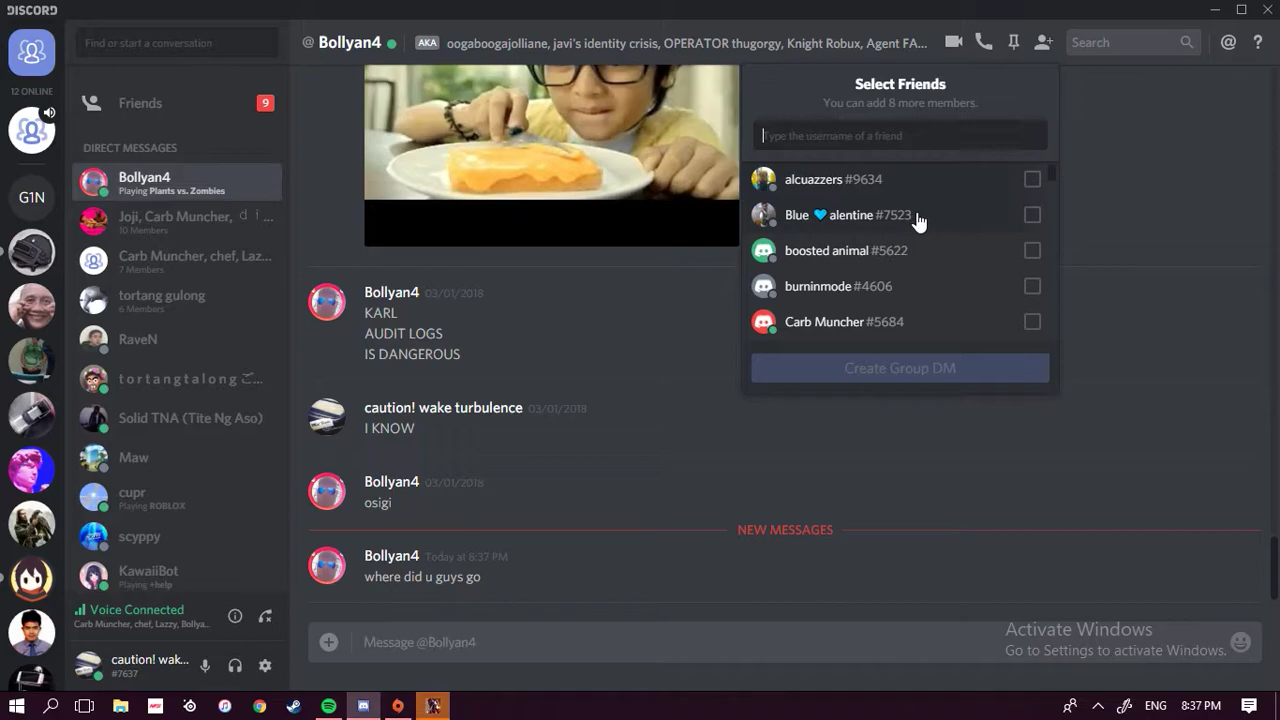 DISCORD
12 ONLINE
G1N
Find or start a conversation
Friends
9
DIRECT MESSAGES
Bollyan4
Playing Plants vs. Zombies
Joji, Carb Muncher, d i ...
10 Members
Carb Muncher, chef, Laz...
7 Members
tortang gulong
6 Members
RaveN
t o r t a n g t a l o n g ご...
Solid TNA (Tite Ng Aso)
Maw
cupr
Playing ROBLOX
scyppy
KawaiiBot
Playing +help
Voice Connected
Carb Muncher, chef, Lazzy, Bollya...
caution! wak...
#7637
@ Bollyan4
AKA oogaboogajolliane, javi's identity crisis, OPERATOR thugorgy, Knight Robux, Agent FA...
Search
Select Friends
You can add 8 more members.
Type the username of a friend
alcuazzers #9634
Blue 💙 alentine #7523
boosted animal #5622
burninmode #4606
Carb Muncher #5684
Create Group DM
Bollyan4 03/01/2018
KARL
AUDIT LOGS
IS DANGEROUS
caution! wake turbulence 03/01/2018
I KNOW
Bollyan4 03/01/2018
osigi
NEW MESSAGES
Bollyan4 Today at 8:37 PM
where did u guys go
Message @Bollyan4
Activate Windows
Go to Settings to activate Windows.
ENG
8:37 PM